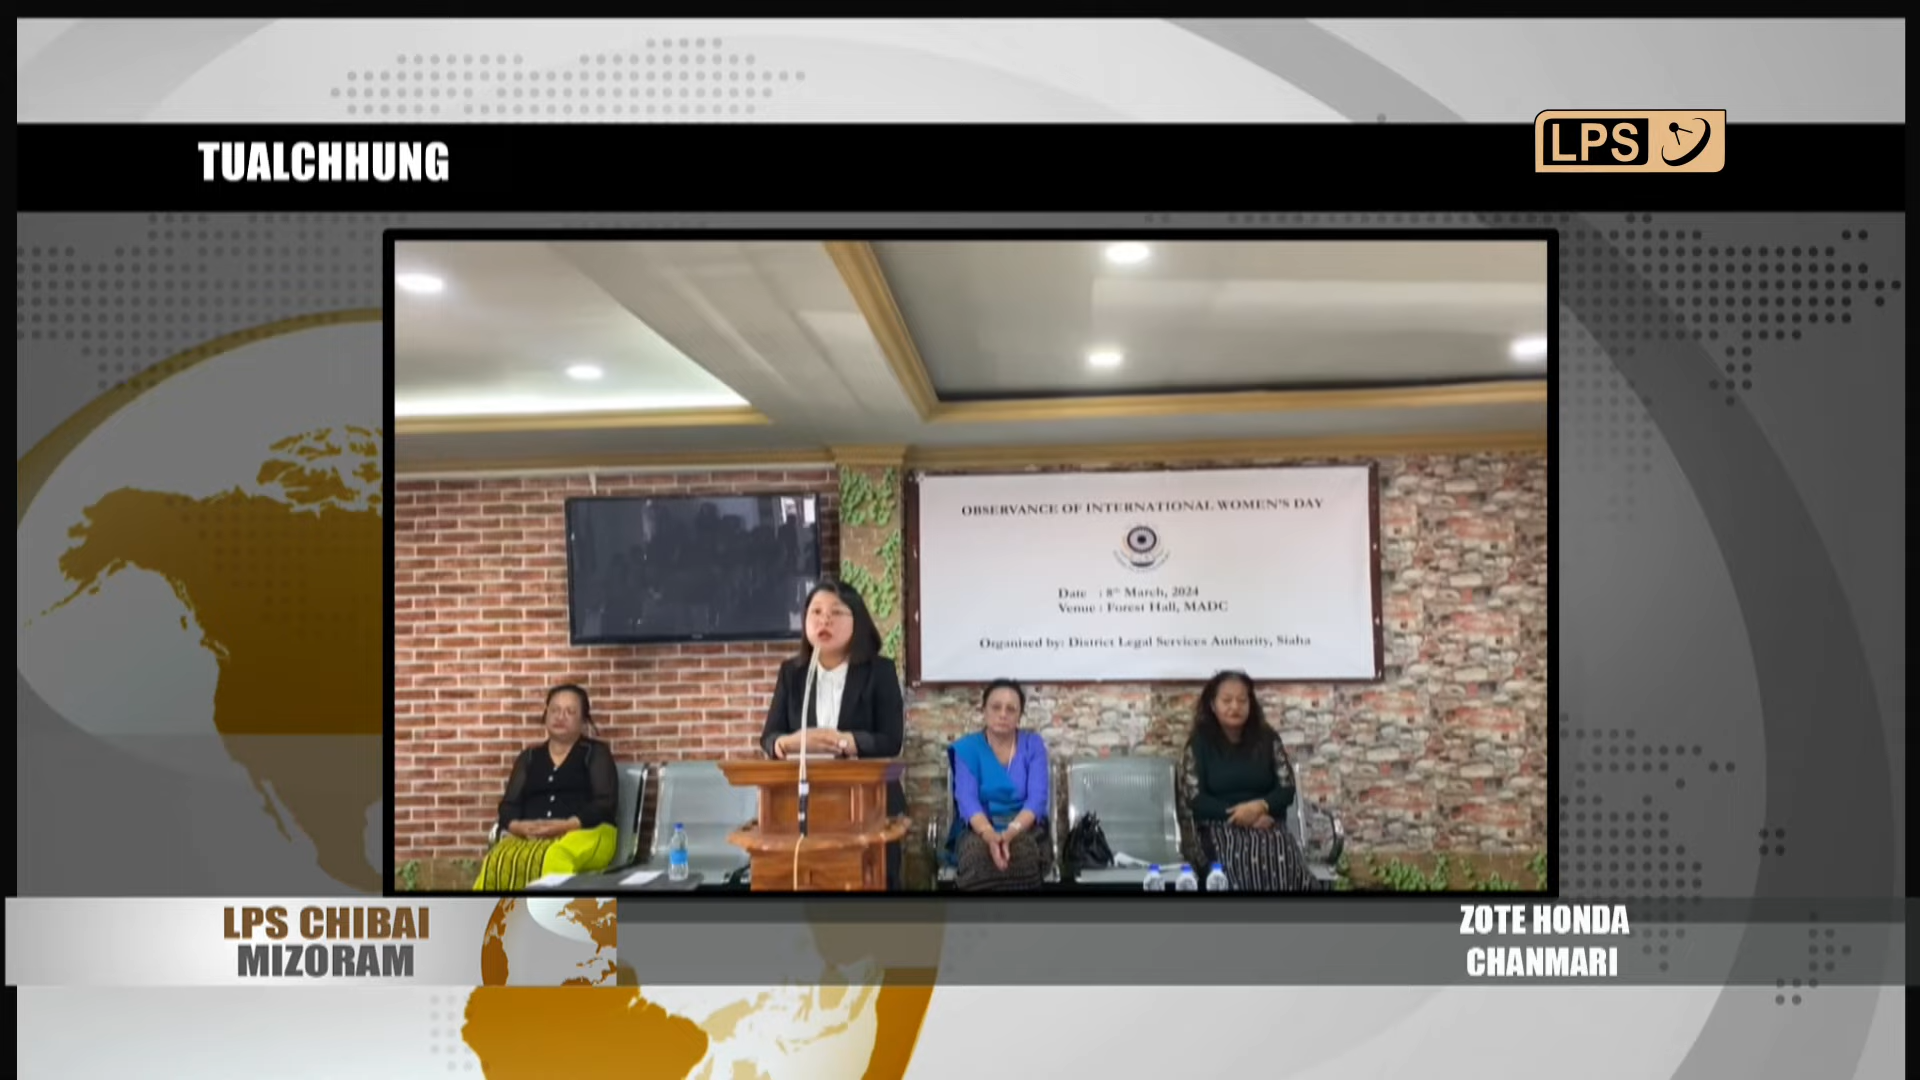 TUALCHHUNG
LPS
OBSERVANCE OF INTERNATIONAL WOMEN'S DAY
Date : 8th March, 2024
Venue : Forest Hall, MADC
Organised by: District Legal Services Authority, Siaha
LPS CHIBAI
MIZORAM
ZOTE HONDA
CHANMARI